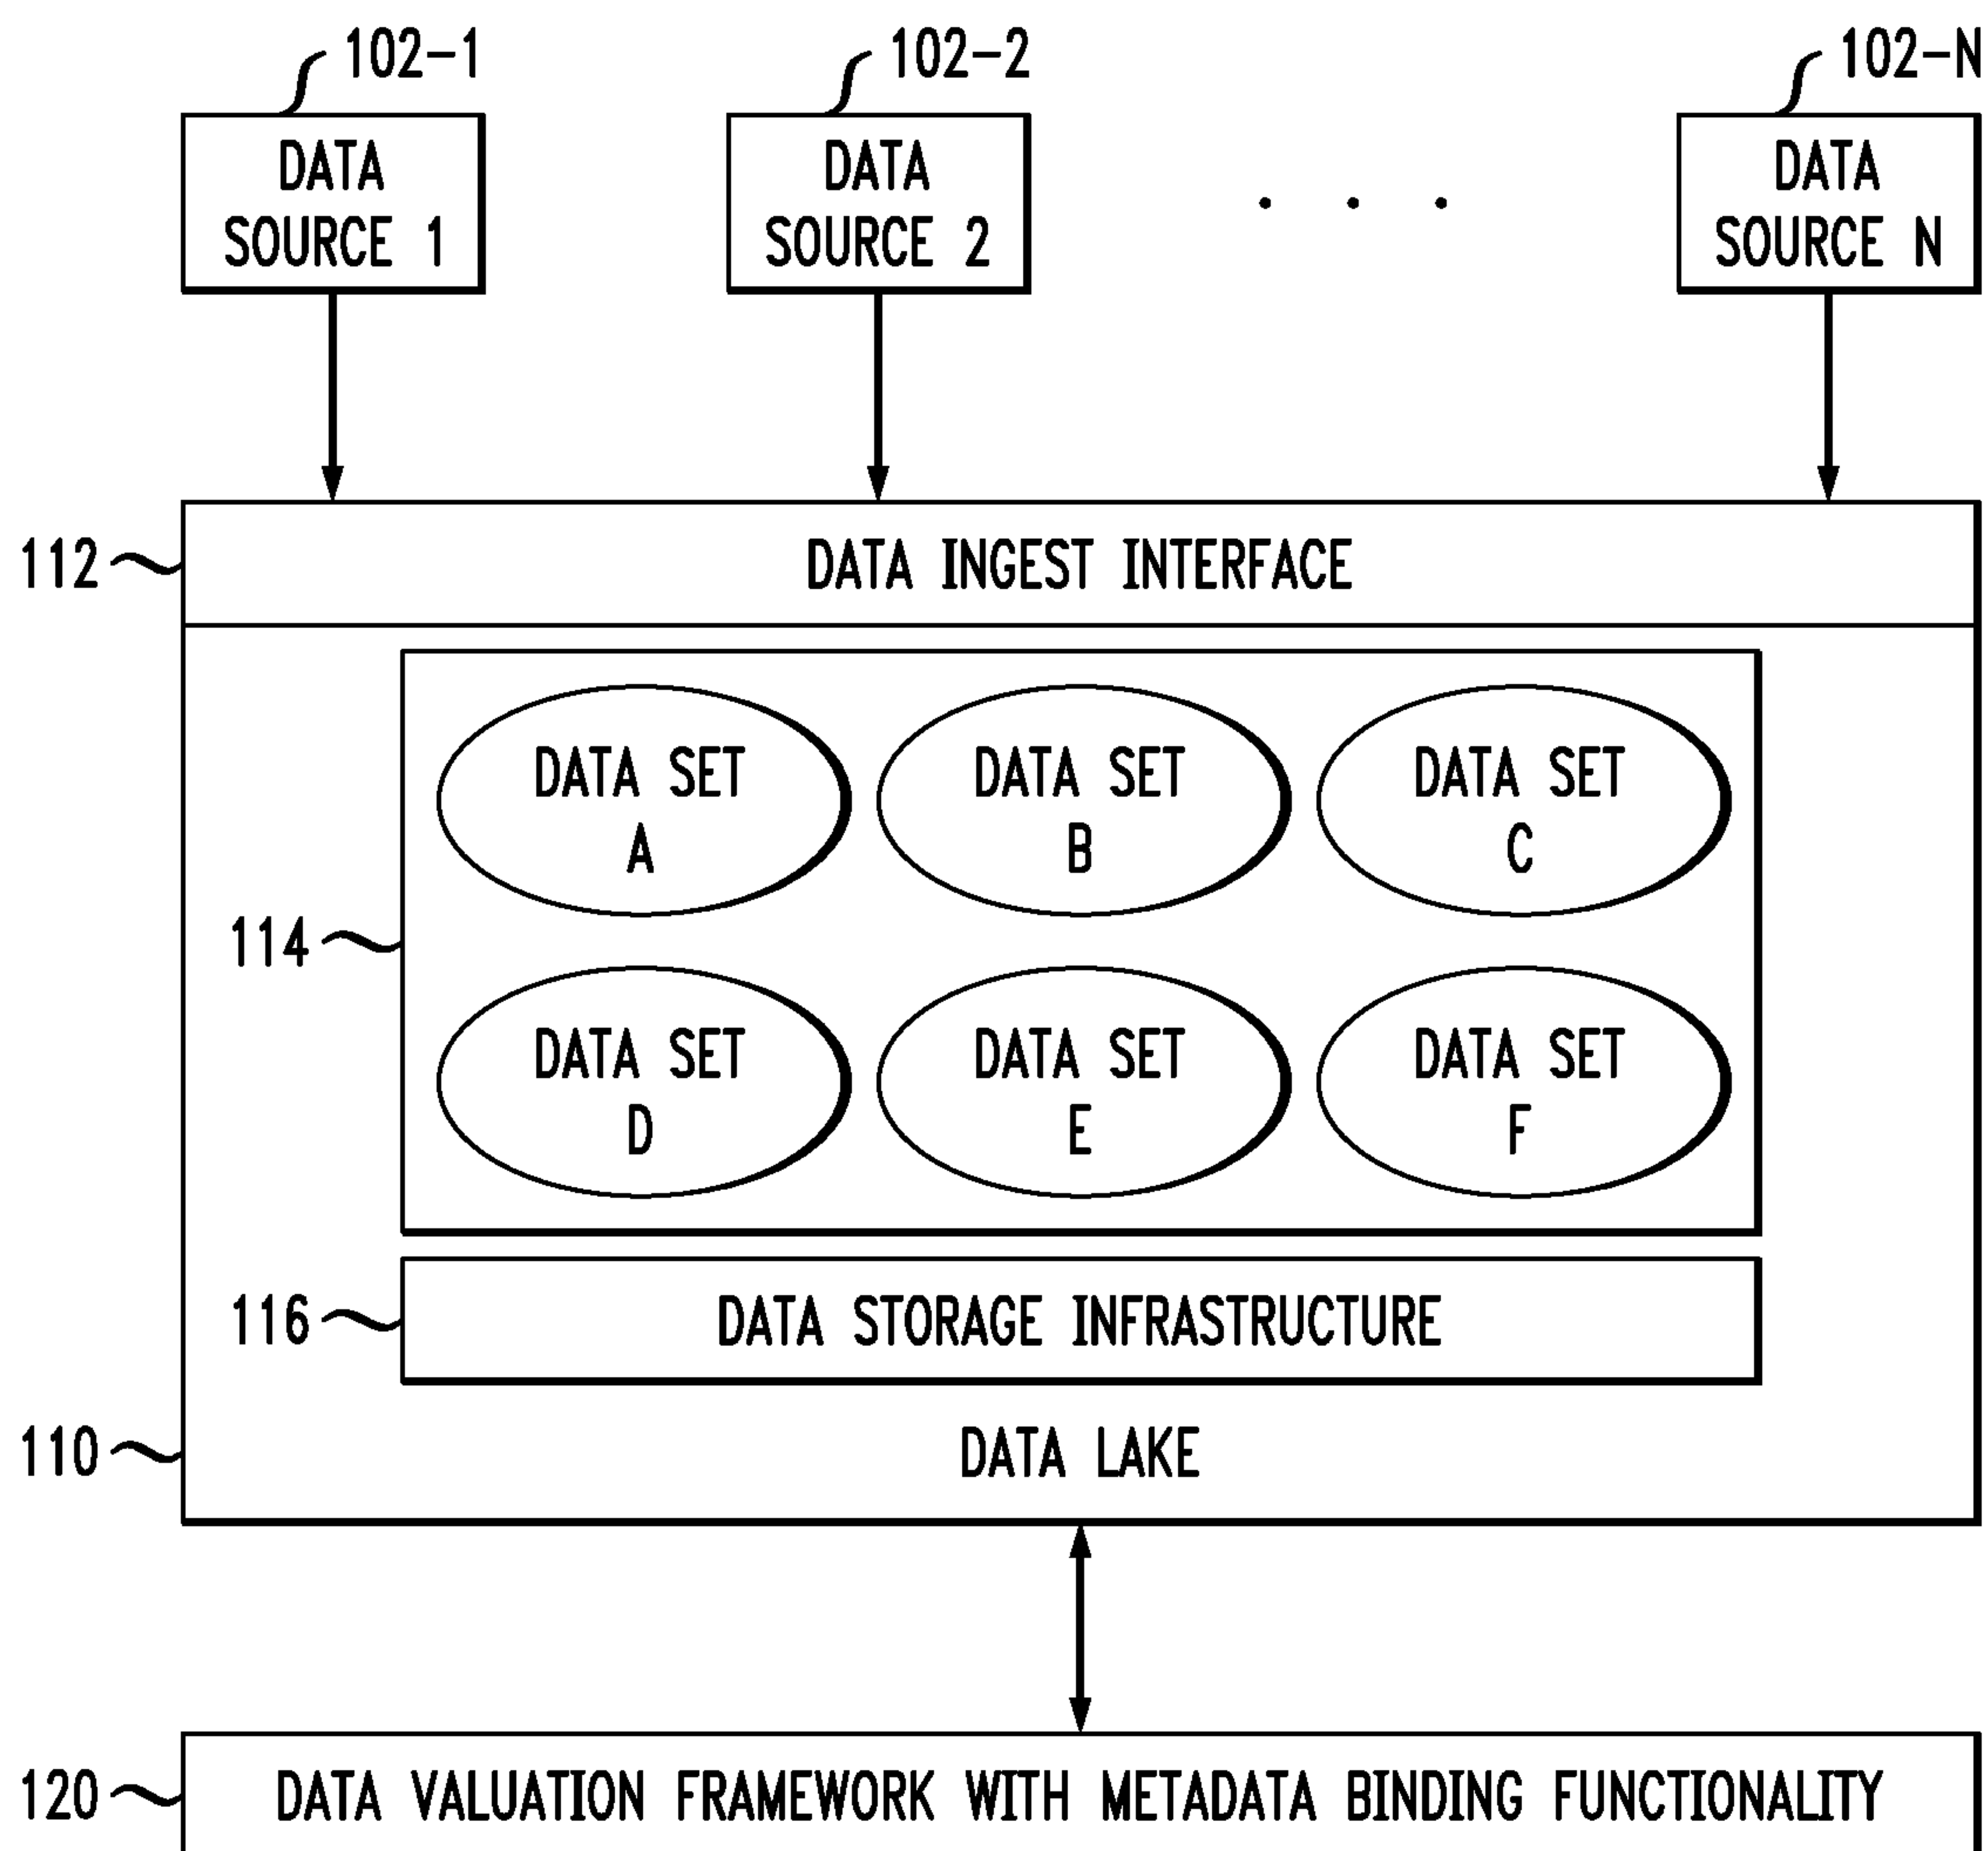 102-1
102-2
102-N
DATA
SOURCE 1
DATA
SOURCE 2
. . .
DATA
SOURCE N
112
DATA INGEST INTERFACE
DATA SET
A
DATA SET
B
DATA SET
C
114
DATA SET
D
DATA SET
E
DATA SET
F
116
DATA STORAGE INFRASTRUCTURE
110
DATA LAKE
120
DATA VALUATION FRAMEWORK WITH METADATA BINDING FUNCTIONALITY